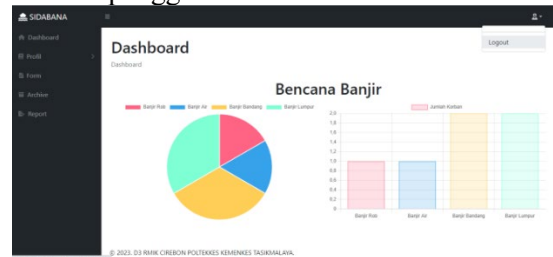 SIDABANA
Dashboard
Profil
Form
Archive
Report
Logout
Dashboard
Dashboard
Bencana Banjir
Banjir Rob Banjir Air Banjir Bandang Banjir Lumpur
Jumlah Korban
2.0
1.8
1.6
1.4
1.2
1.0
0.8
0.6
0.4
0.2
0
Banjir Rob Banjir Air Banjir Bandang Banjir Lumpur
© 2023. D3 RMIK CIREBON POLTEKKES KEMENKES TASIKMALAYA.